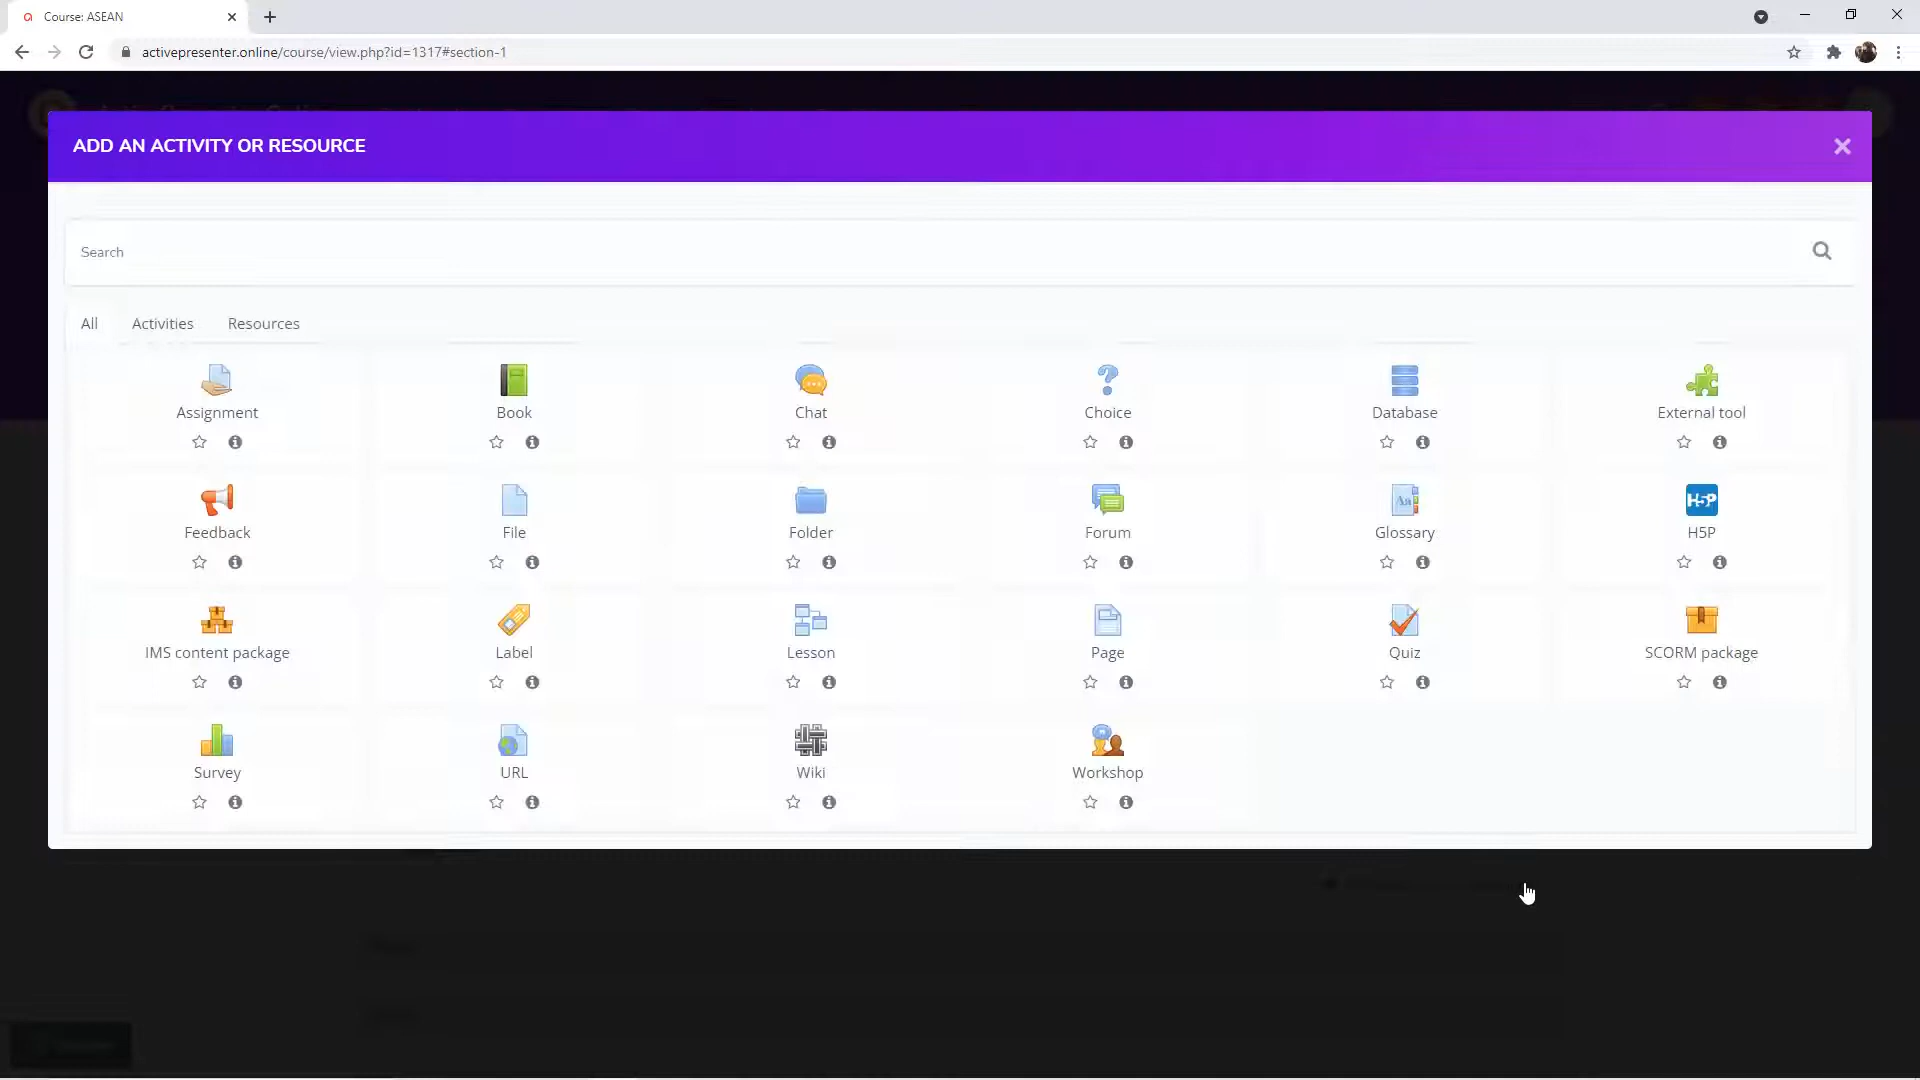 Course: ASEAN
activepresenter.online/course/view.php?id=1317#section-1
ADD AN ACTIVITY OR RESOURCE
Search
All Activities Resources
Assignment Book Chat Choice Database External tool
Feedback File Folder Forum Glossary H5P
IMS content package Label Lesson Page Quiz SCORM package
Survey URL Wiki Workshop